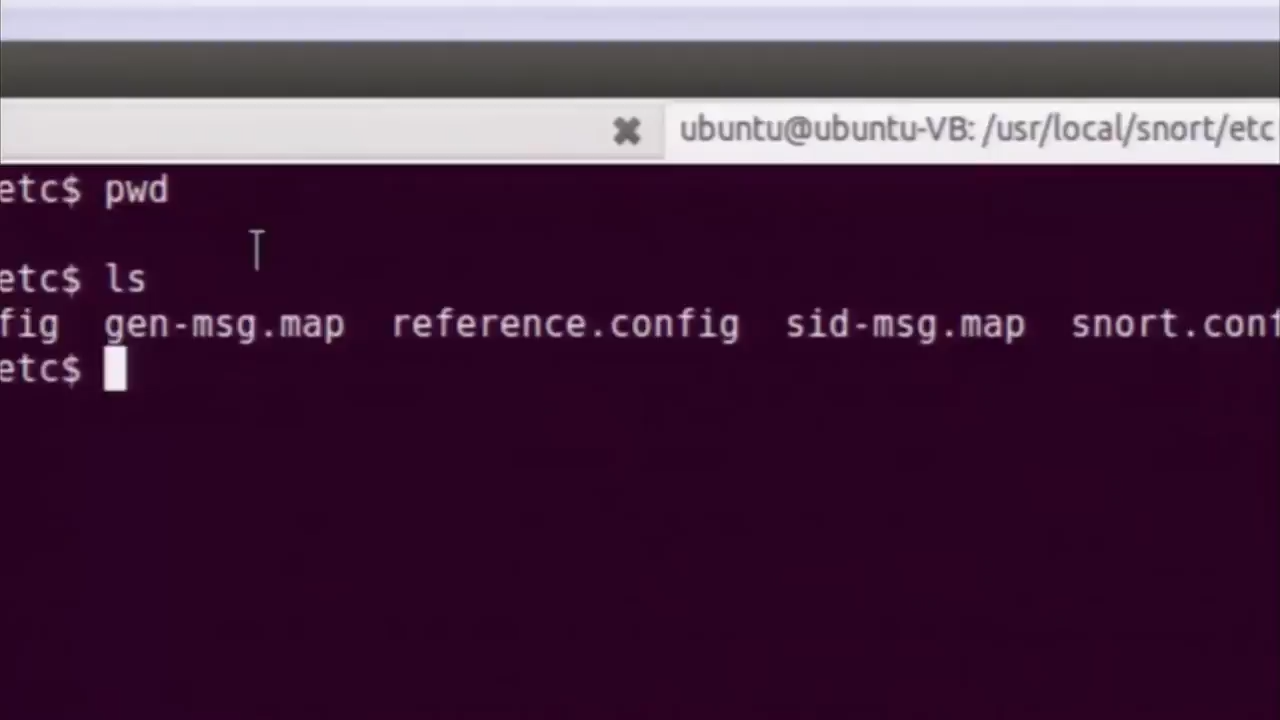 ubuntu@ubuntu-VB: /usr/local/snort/etc
etc$ pwd
etc$ ls
fig gen-msg.map reference.config sid-msg.map snort.conf
etc$